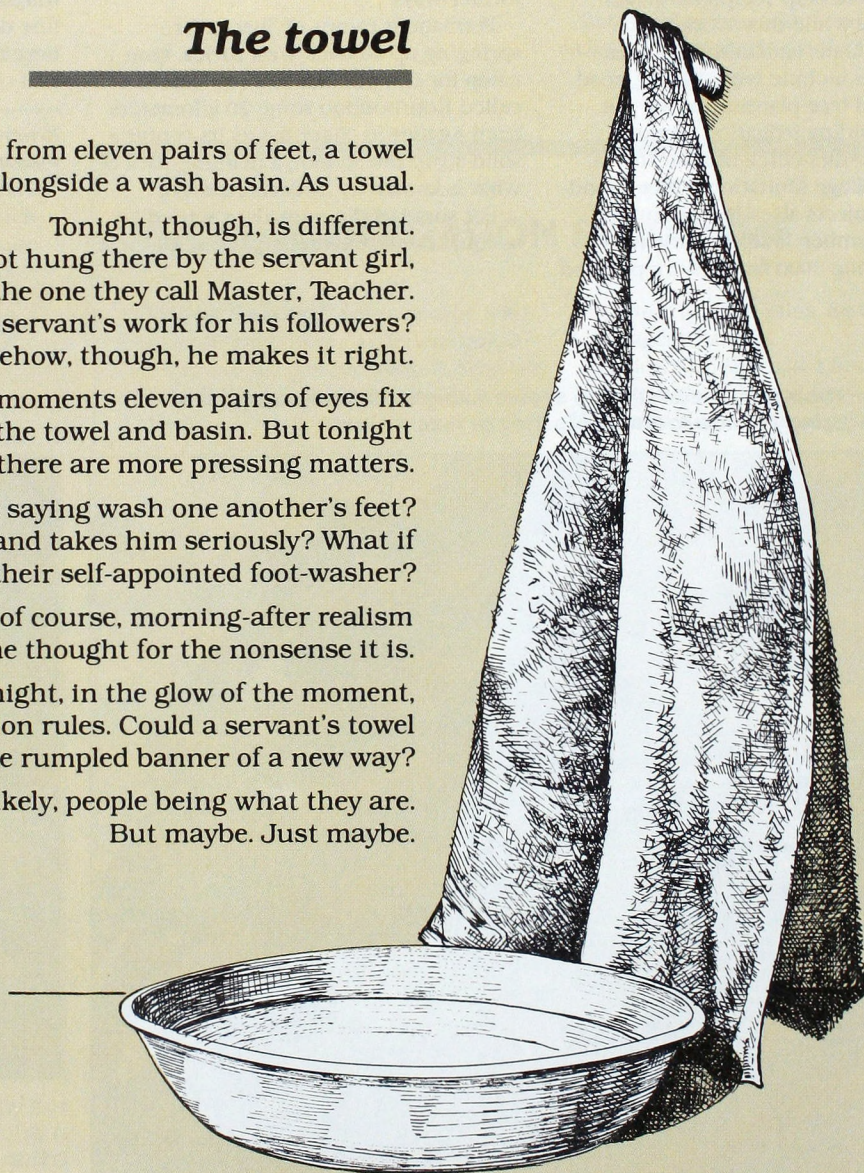 The towel
from eleven pairs of feet, a towel
longside a wash basin. As usual.
Tonight, though, is different.
ot hung there by the servant girl,
he one they call Master, Teacher.
servant's work for his followers?
ehow, though, he makes it right.
moments eleven pairs of eyes fix
the towel and basin. But tonight
there are more pressing matters.
saying wash one another's feet?
and takes him seriously? What if
heir self-appointed foot-washer?
of course, morning-after realism
e thought for the nonsense it is.
night, in the glow of the moment,
on rules. Could a servant's towel
e rumpled banner of a new way?
kely, people being what they are.
But maybe. Just maybe.